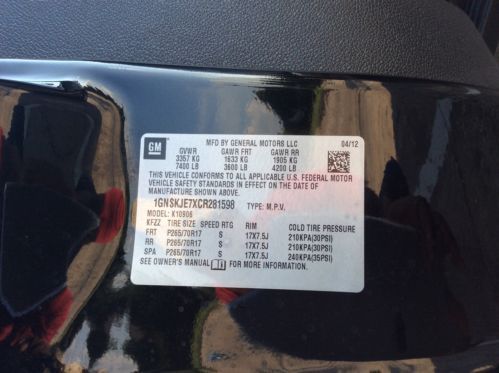 GM
MFD BY GENERAL MOTORS LLC
GVWR GAWR FRT GAWR RR 04/12
3357 KG 1633 KG 1905 KG
7400 LB 3600 LB 4200 LB
THIS VEHICLE CONFORMS TO ALL APPLICABLE U.S. FEDERAL MOTOR
VEHICLE SAFETY STANDARDS IN EFFECT ON THE DATE OF
MANUFACTURE SHOWN ABOVE.
1GNSKJE7XCR281598 TYPE: M.P.V.
MODEL: K10906
KFZZ TIRE SIZE SPEED RTG RIM COLD TIRE PRESSURE
FRT P265/70R17 S 17X7.5J 210KPA(30PSI)
RR P265/70R17 S 17X7.5J 210KPA(30PSI)
SPA P265/70R17 S 17X7.5J 240KPA(35PSI)
SEE OWNER'S MANUAL FOR MORE INFORMATION.